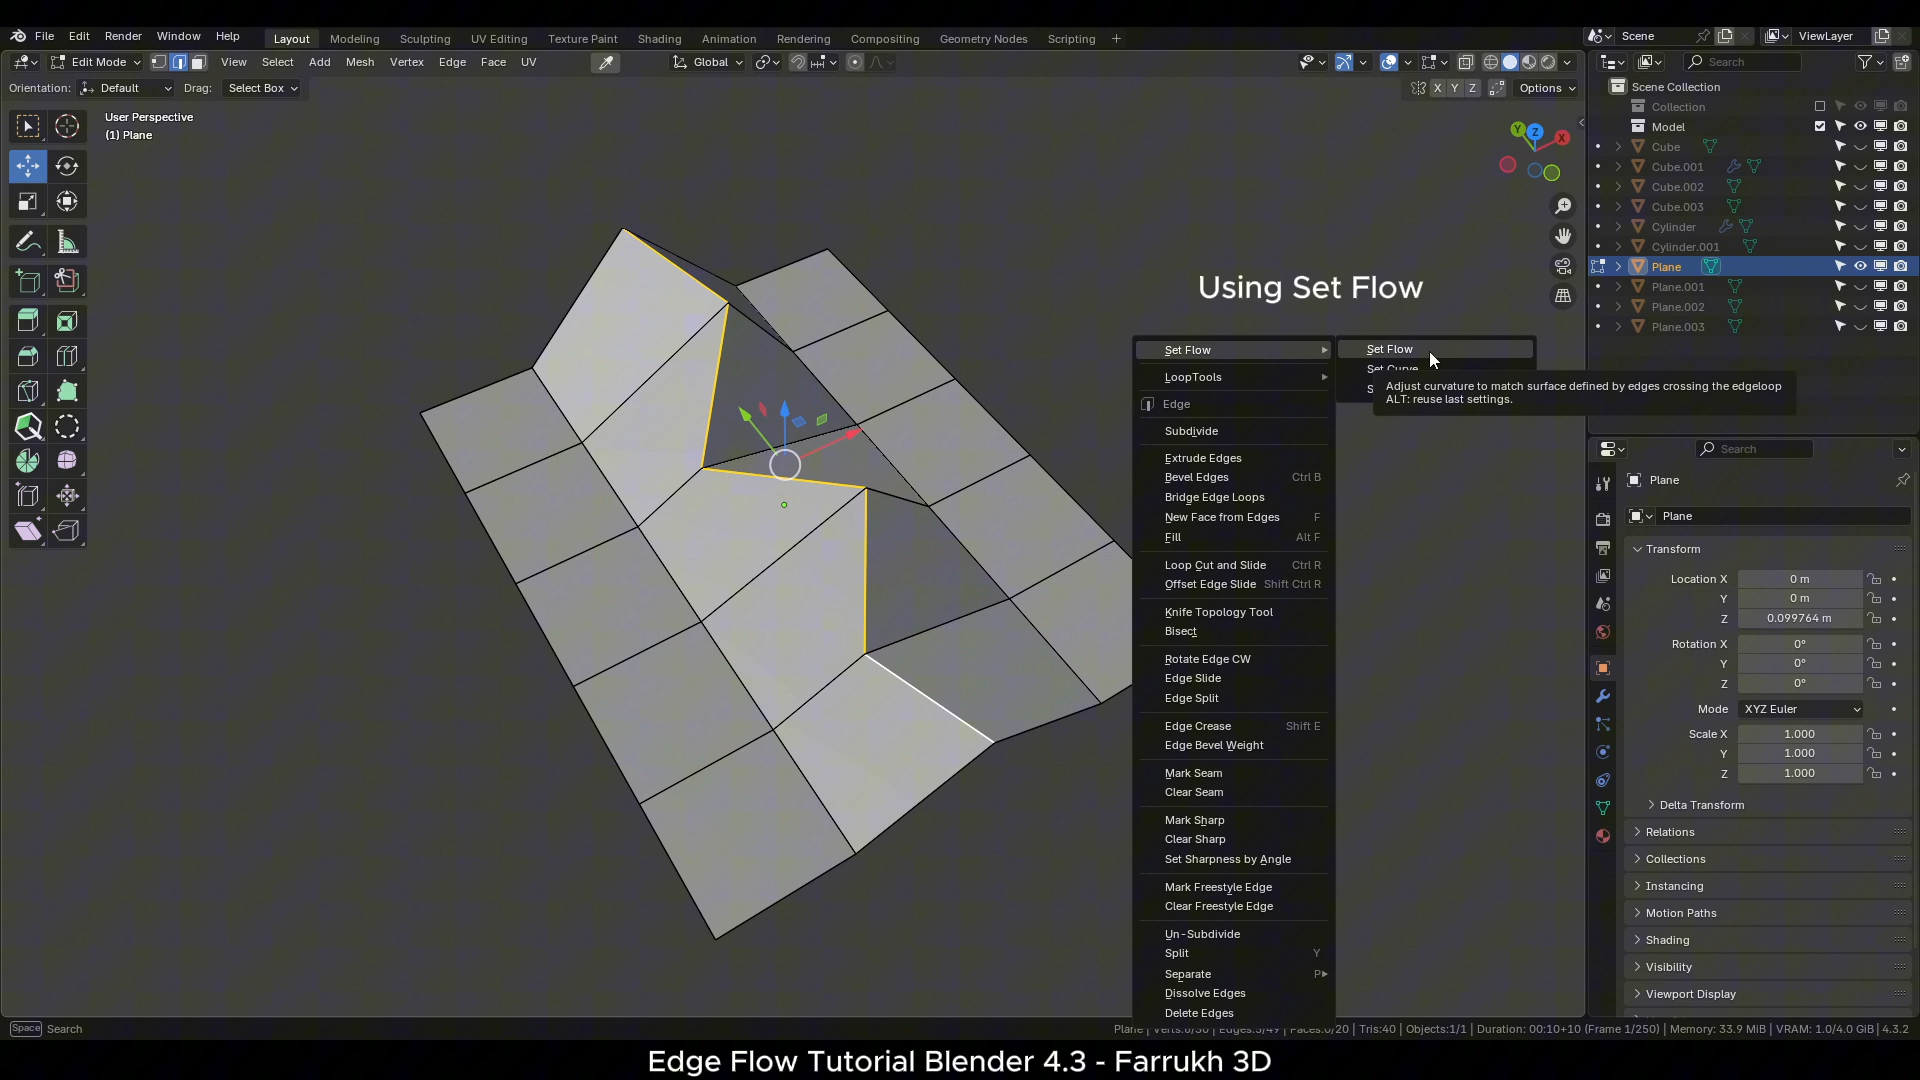 File Edit Render Window Help Layout Modeling Sculpting UV Editing Texture Paint Shading Animation Rendering Compositing Geometry Nodes Scripting + Scene ViewLayer
Edit Mode View Select Add Mesh Vertex Edge Face UV Global Search
Orientation: Default Drag: Select Box X Y Z Options
User Perspective
(1) Plane
Y Z X
Using Set Flow
Set Flow
LoopTools
Edge
Subdivide
Extrude Edges
Bevel Edges Ctrl B
Bridge Edge Loops
New Face from Edges F
Fill Alt F
Loop Cut and Slide Ctrl R
Offset Edge Slide Shift Ctrl R
Knife Topology Tool
Bisect
Rotate Edge CW
Edge Slide
Edge Split
Edge Crease Shift E
Edge Bevel Weight
Mark Seam
Clear Seam
Mark Sharp
Clear Sharp
Set Sharpness by Angle
Mark Freestyle Edge
Clear Freestyle Edge
Un-Subdivide
Split Y
Separate P
Dissolve Edges
Delete Edges
Set Flow
Set Curve
Adjust curvature to match surface defined by edges crossing the edgeloop
ALT: reuse last settings.
Scene Collection
Collection
Model
Cube
Cube.001
Cube.002
Cube.003
Cylinder
Cylinder.001
Plane
Plane.001
Plane.002
Plane.003
Search
Plane
Plane
Transform
Location X 0 m
Y 0 m
Z 0.099764 m
Rotation X 0°
Y 0°
Z 0°
Mode XYZ Euler
Scale X 1.000
Y 1.000
Z 1.000
Delta Transform
Relations
Collections
Instancing
Motion Paths
Shading
Visibility
Viewport Display
Space Search
Plane | Verts:6/30 | Edges:5/49 | Faces:0/20 | Tris:40 | Objects:1/1 | Duration: 00:10+10 (Frame 1/250) | Memory: 33.9 MiB | VRAM: 1.0/4.0 GiB | 4.3.2
Edge Flow Tutorial Blender 4.3 - Farrukh 3D